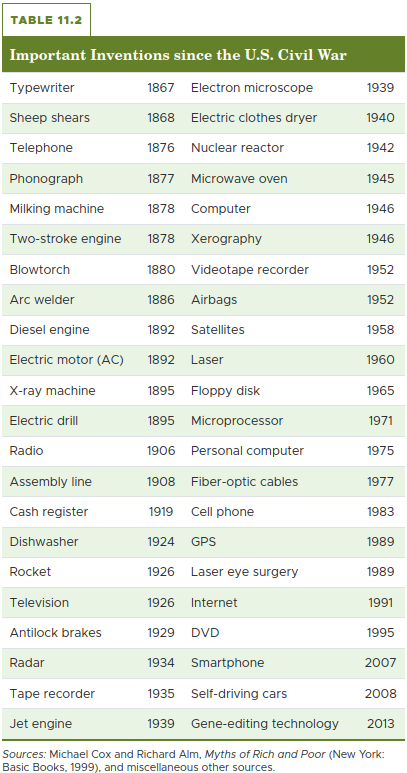 TABLE 11.2
Important Inventions since the U.S. Civil War
Typewriter 1867 Electron microscope 1939
Sheep shears 1868 Electric clothes dryer 1940
Telephone 1876 Nuclear reactor 1942
Phonograph 1877 Microwave oven 1945
Milking machine 1878 Computer 1946
Two-stroke engine 1878 Xerography 1946
Blowtorch 1880 Videotape recorder 1952
Arc welder 1886 Airbags 1952
Diesel engine 1892 Satellites 1958
Electric motor (AC) 1892 Laser 1960
X-ray machine 1895 Floppy disk 1965
Electric drill 1895 Microprocessor 1971
Radio 1906 Personal computer 1975
Assembly line 1908 Fiber-optic cables 1977
Cash register 1919 Cell phone 1983
Dishwasher 1924 GPS 1989
Rocket 1926 Laser eye surgery 1989
Television 1926 Internet 1991
Antilock brakes 1929 DVD 1995
Radar 1934 Smartphone 2007
Tape recorder 1935 Self-driving cars 2008
Jet engine 1939 Gene-editing technology 2013
Sources: Michael Cox and Richard Alm, Myths of Rich and Poor (New York:
Basic Books, 1999), and miscellaneous other sources.